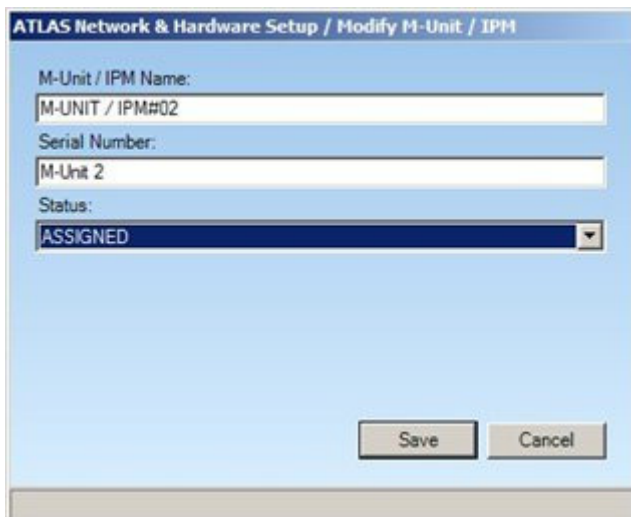 ATLAS Network & Hardware Setup / Modify M-Unit / IPM
M-Unit / IPM Name:
M-UNIT / IPM#02
Serial Number:
M-Unit 2
Status:
ASSIGNED
Save Cancel